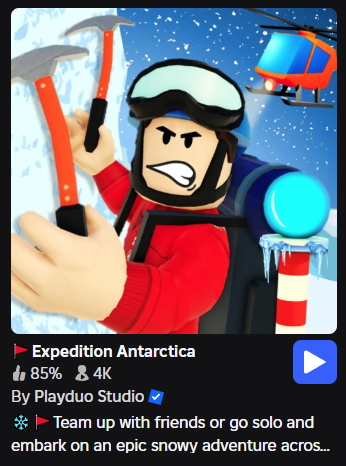 🚩Expedition Antarctica
85% 4K
By Playduo Studio
❄️ 🚩Team up with friends or go solo and
embark on an epic snowy adventure acros...